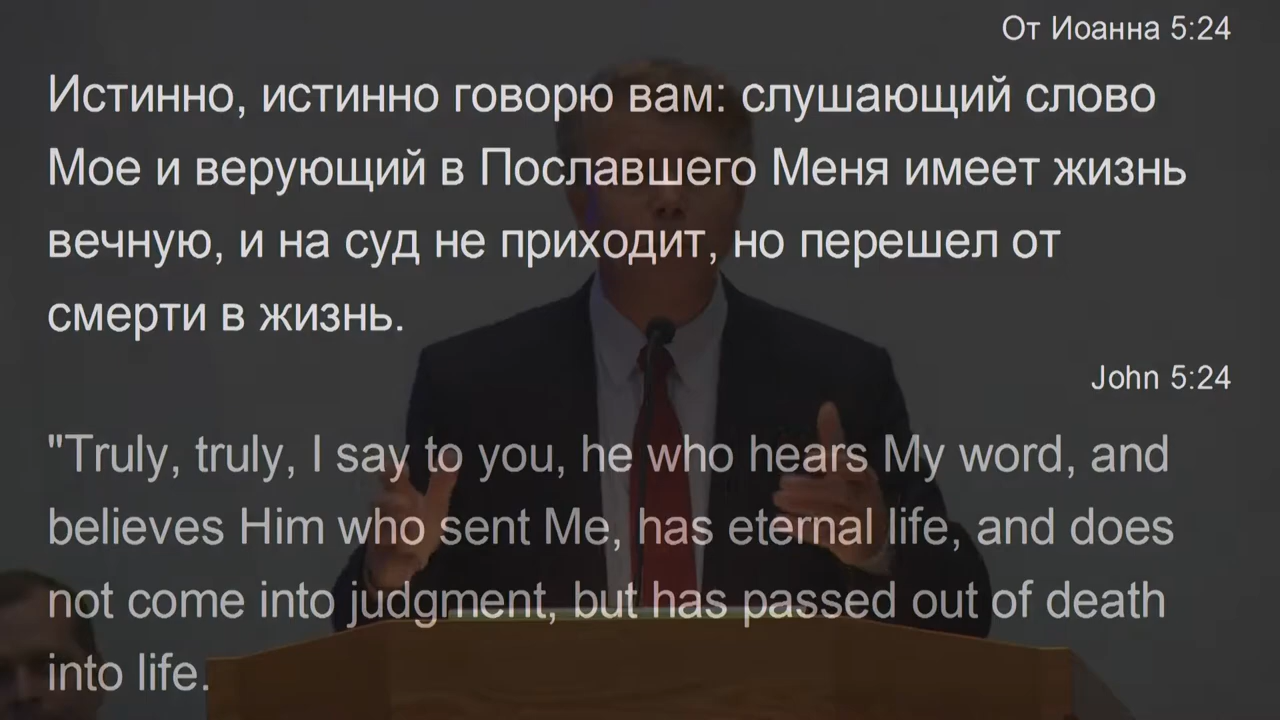 От Иоанна 5:24
Истинно, истинно говорю вам: слушающий слово
Мое и верующий в Пославшего Меня имеет жизнь
вечную, и на суд не приходит, но перешел от
смерти в жизнь.
John 5:24
"Truly, truly, I say to you, he who hears My word, and
believes Him who sent Me, has eternal life, and does
not come into judgment, but has passed out of death
into life.